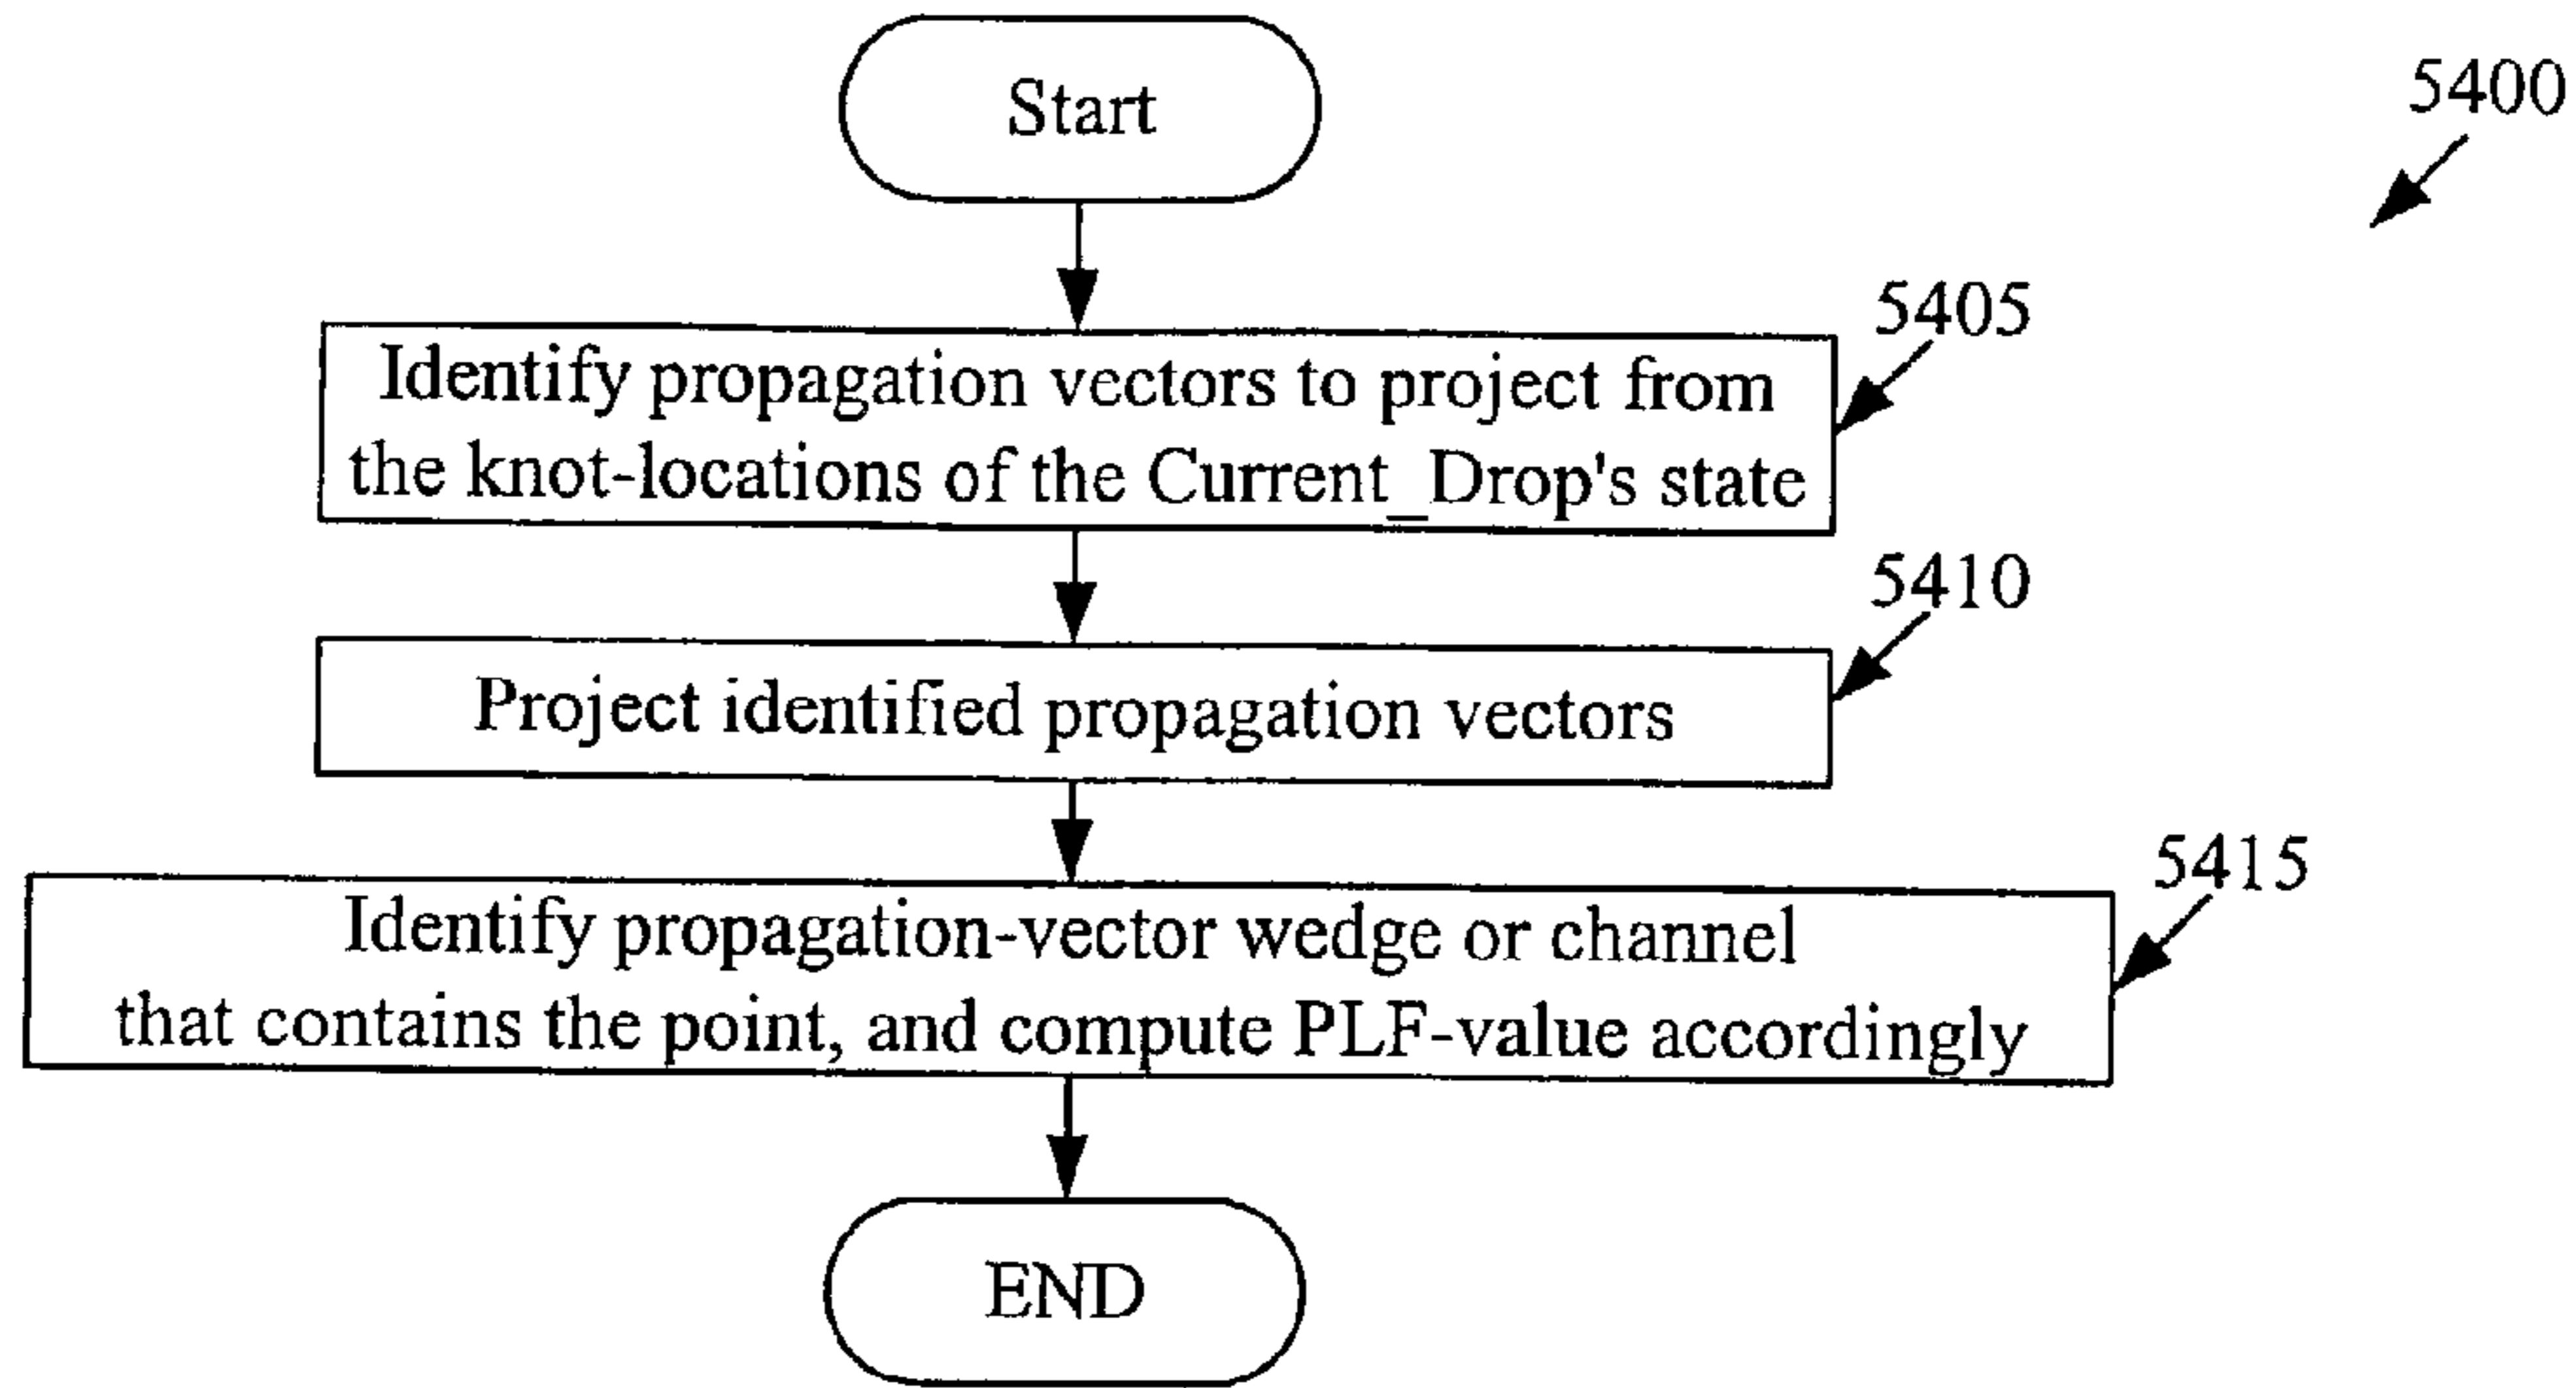 Start
5400
5405
Identify propagation vectors to project from
the knot-locations of the Current_Drop's state
5410
Project identified propagation vectors
5415
Identify propagation-vector wedge or channel
that contains the point, and compute PLF-value accordingly
END